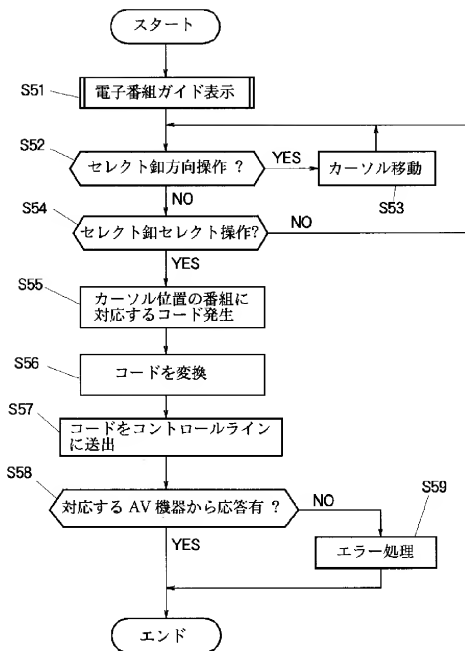 スタート
S51
電子番組ガイド表示
S52
セレクト釦方向操作 ?
YES
カーソル移動
S53
NO
S54
セレクト釦セレクト操作?
NO
YES
S55
カーソル位置の番組に
対応するコード発生
S56
コードを変換
S57
コードをコントロールライン
に送出
S58
対応する AV 機器から応答有 ?
NO
S59
YES
エラー処理
エンド